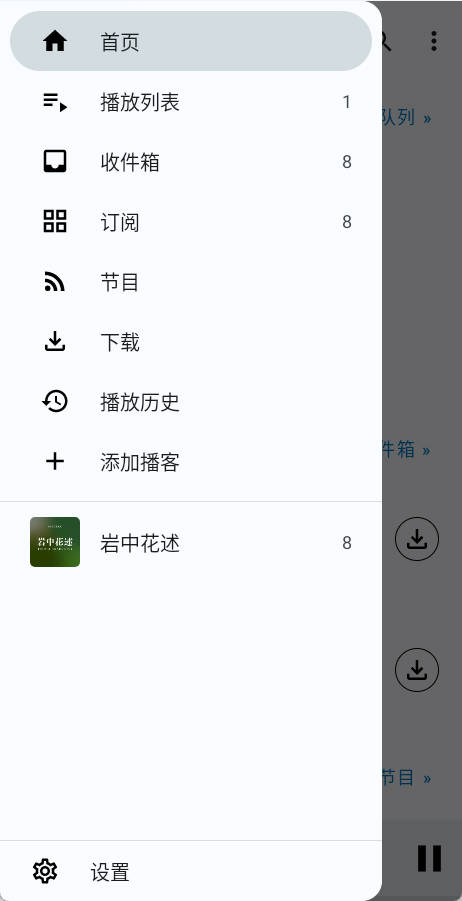 首页
队列 »
播放列表 1
收件箱 8
订阅 8
节目
下载
播放历史
件箱 »
添加播客
岩中花述
岩中花述 8
节目 »
设置